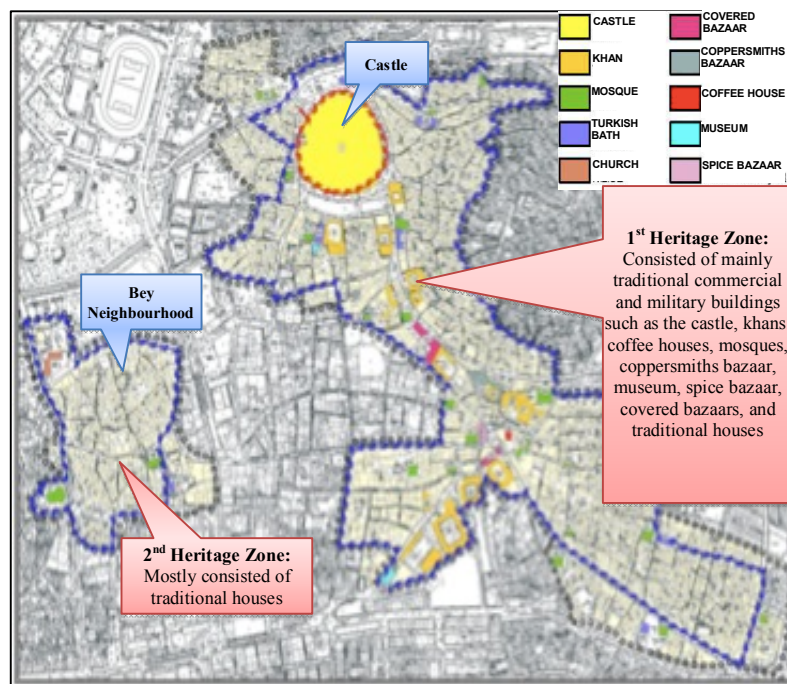 CASTLE
KHAN
MOSQUE
TURKISH
BATH
CHURCH
COVERED
BAZAAR
COPPERSMITHS
BAZAAR
COFFEE HOUSE
MUSEUM
SPICE BAZAAR
Castle
1st Heritage Zone:
Consisted of mainly
traditional commercial
and military buildings
such as the castle, khans
coffee houses, mosques,
coppersmiths bazaar,
museum, spice bazaar,
covered bazaars, and
traditional houses
Bey
Neighbourhood
2nd Heritage Zone:
Mostly consisted of
traditional houses